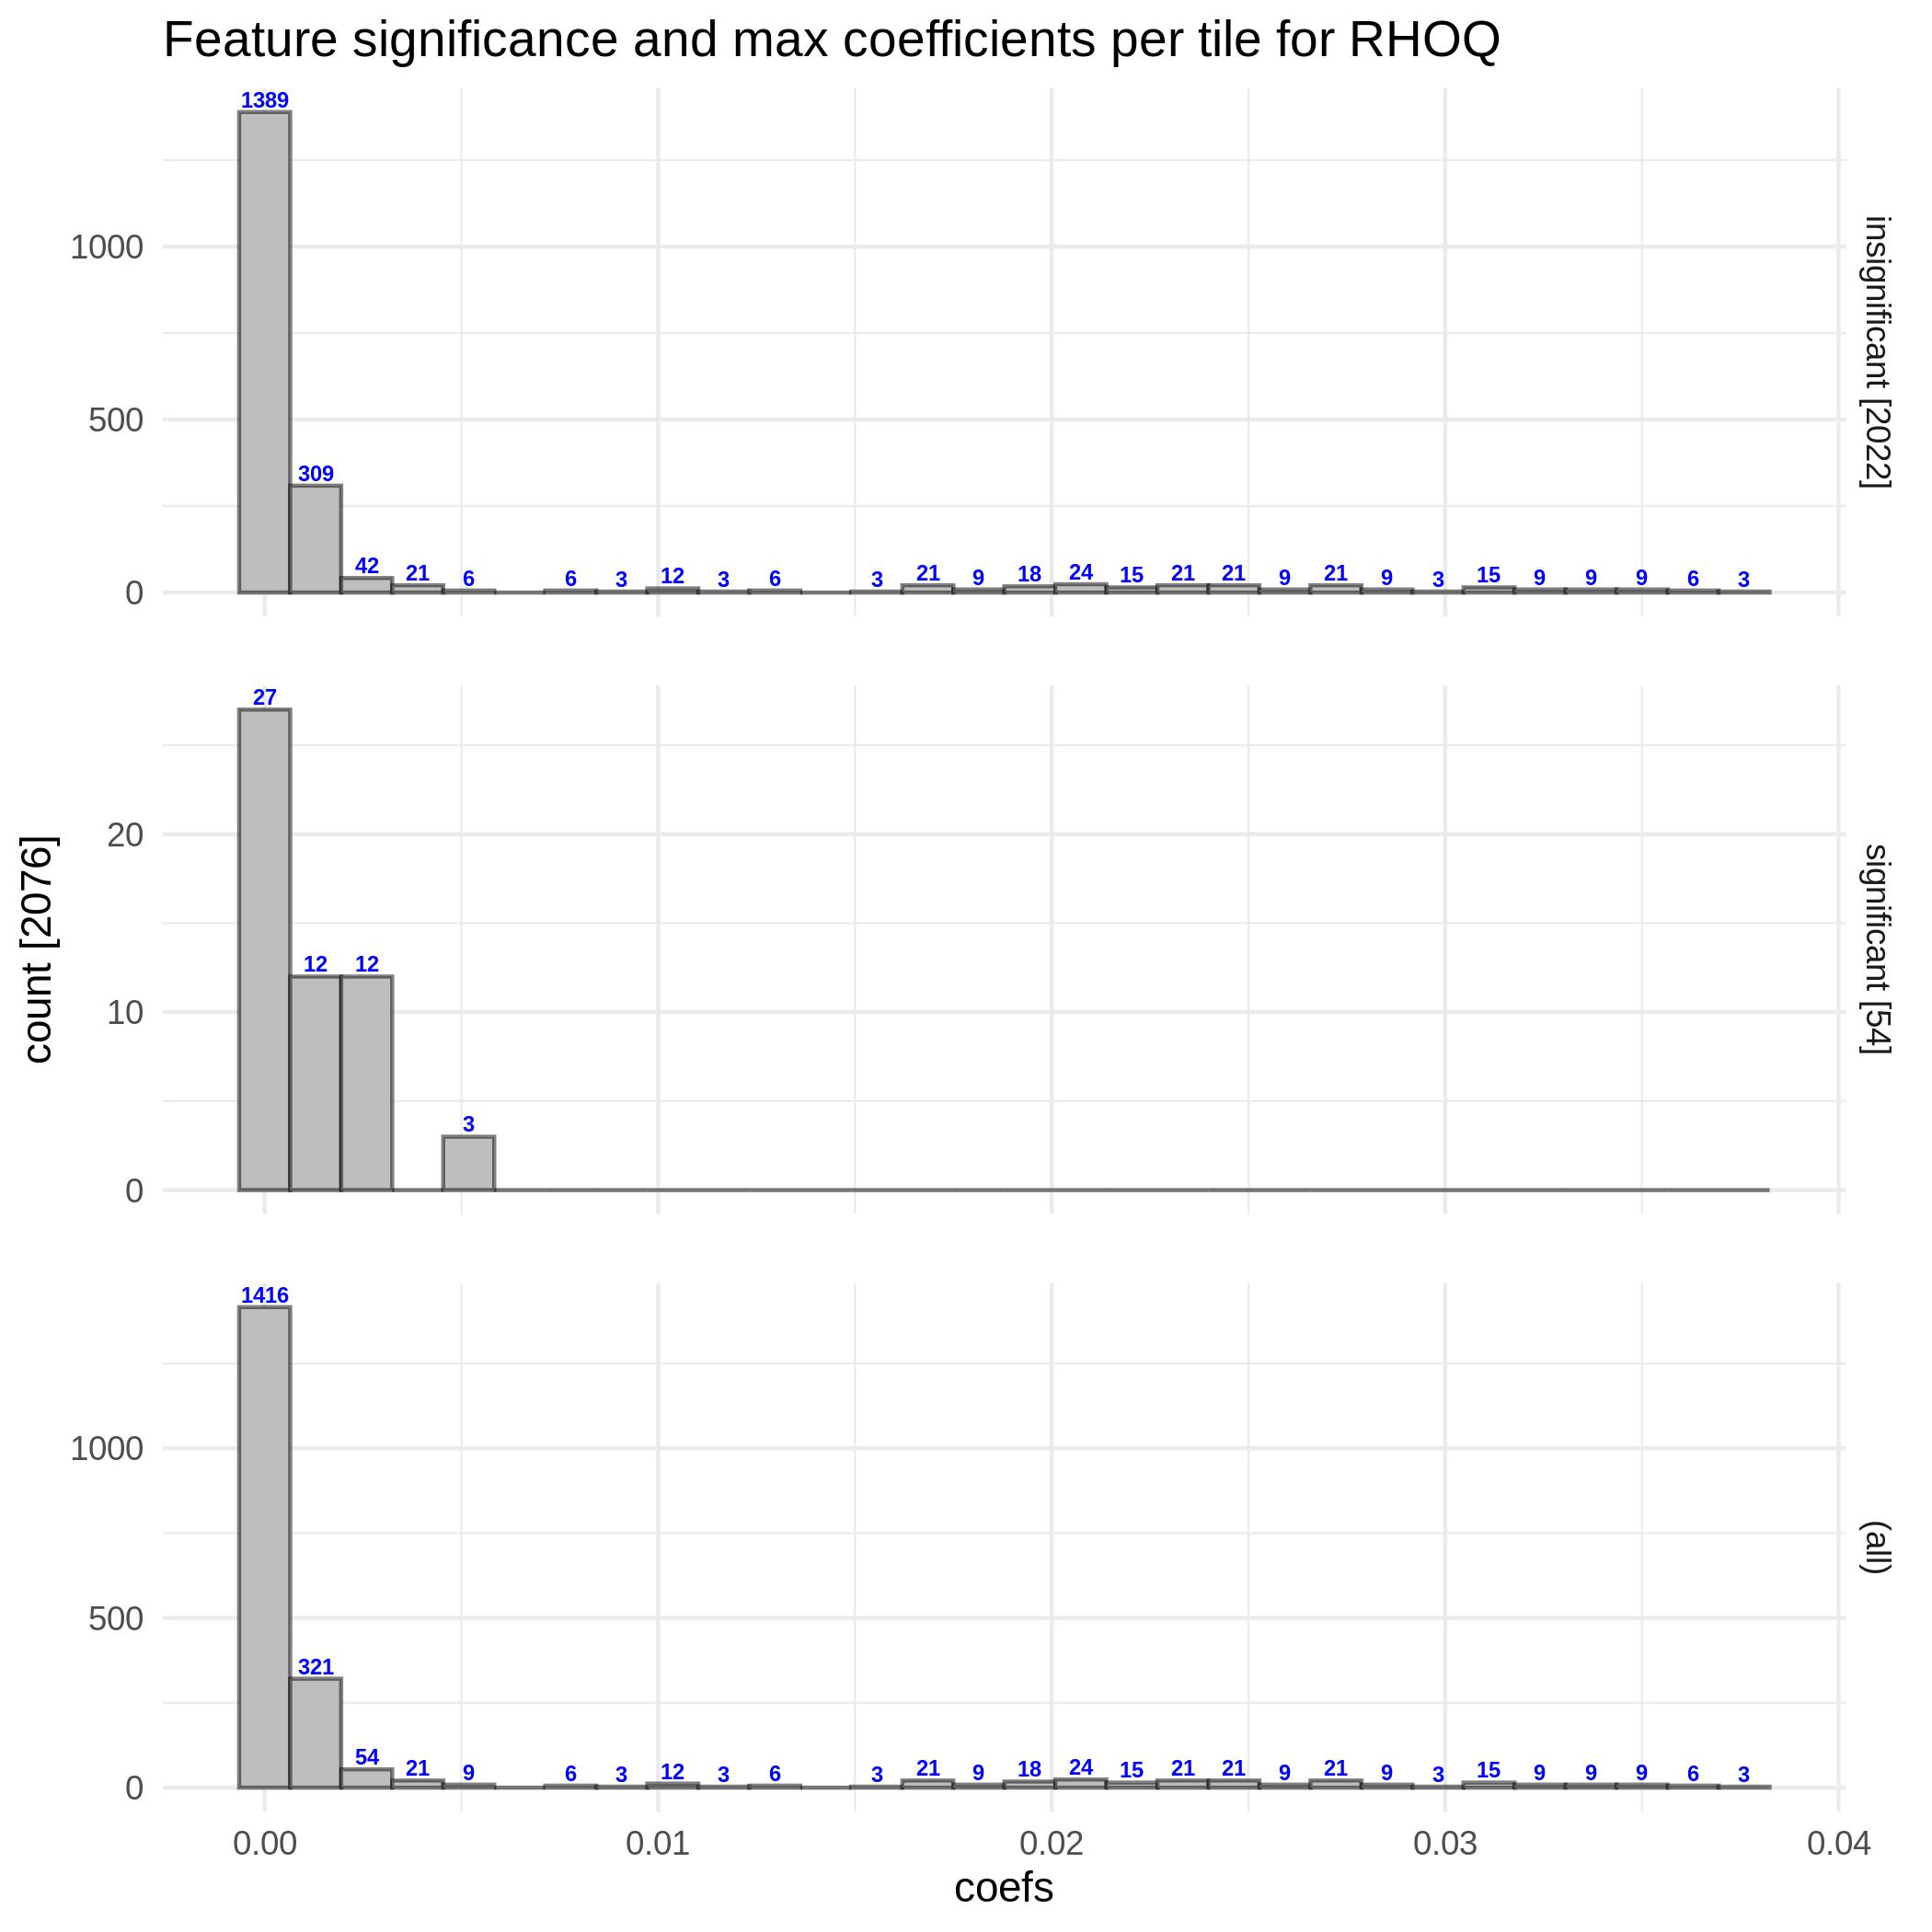 Feature significance and max coefficients per tile for RHOQ
1389
309
42 21 6 6 3 12 3 6 3 21 9 18 24 15 21 21 9 21 9 3 15 9 9 9 6 3
1000
500
0
insignificant [2022]
27
12 12
3
20
10
0
significant [54]
count [2076]
1416
321
54 21 9 6 3 12 3 6 3 21 9 18 24 15 21 21 9 21 9 3 15 9 9 9 6 3
1000
500
0
(all)
0.00 0.01 0.02 0.03 0.04
coefs